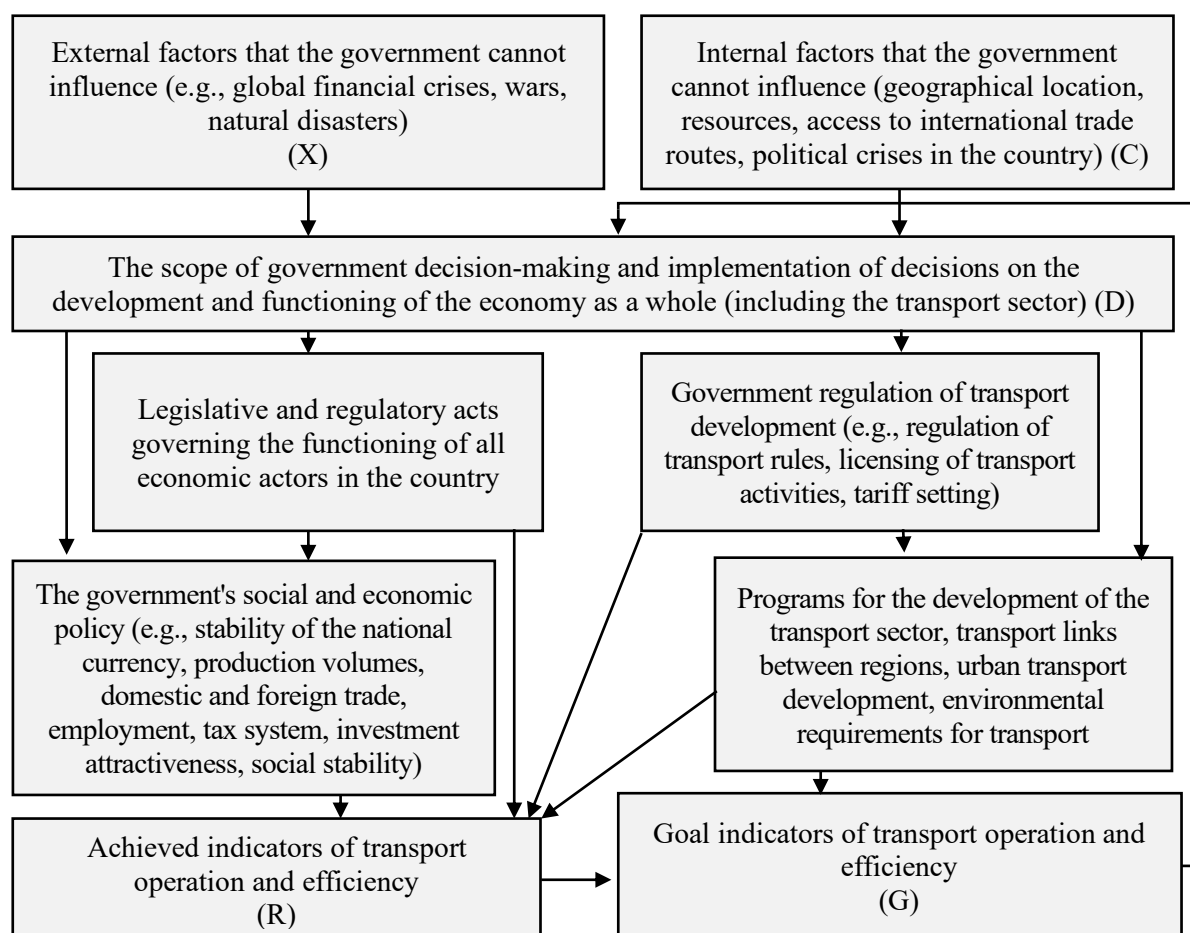 External factors that the government cannot
influence (e.g., global financial crises, wars,
natural disasters)
(X)
Internal factors that the government
cannot influence (geographical location,
resources, access to international trade
routes, political crises in the country) (C)
The scope of government decision-making and implementation of decisions on the
development and functioning of the economy as a whole (including the transport sector) (D)
Legislative and regulatory acts
governing the functioning of all
economic actors in the country
Government regulation of transport
development (e.g., regulation of
transport rules, licensing of transport
activities, tariff setting)
The government's social and economic
policy (e.g., stability of the national
currency, production volumes,
domestic and foreign trade,
employment, tax system, investment
attractiveness, social stability)
Programs for the development of the
transport sector, transport links
between regions, urban transport
development, environmental
requirements for transport
Achieved indicators of transport
operation and efficiency
(R)
Goal indicators of transport operation and
efficiency
(G)